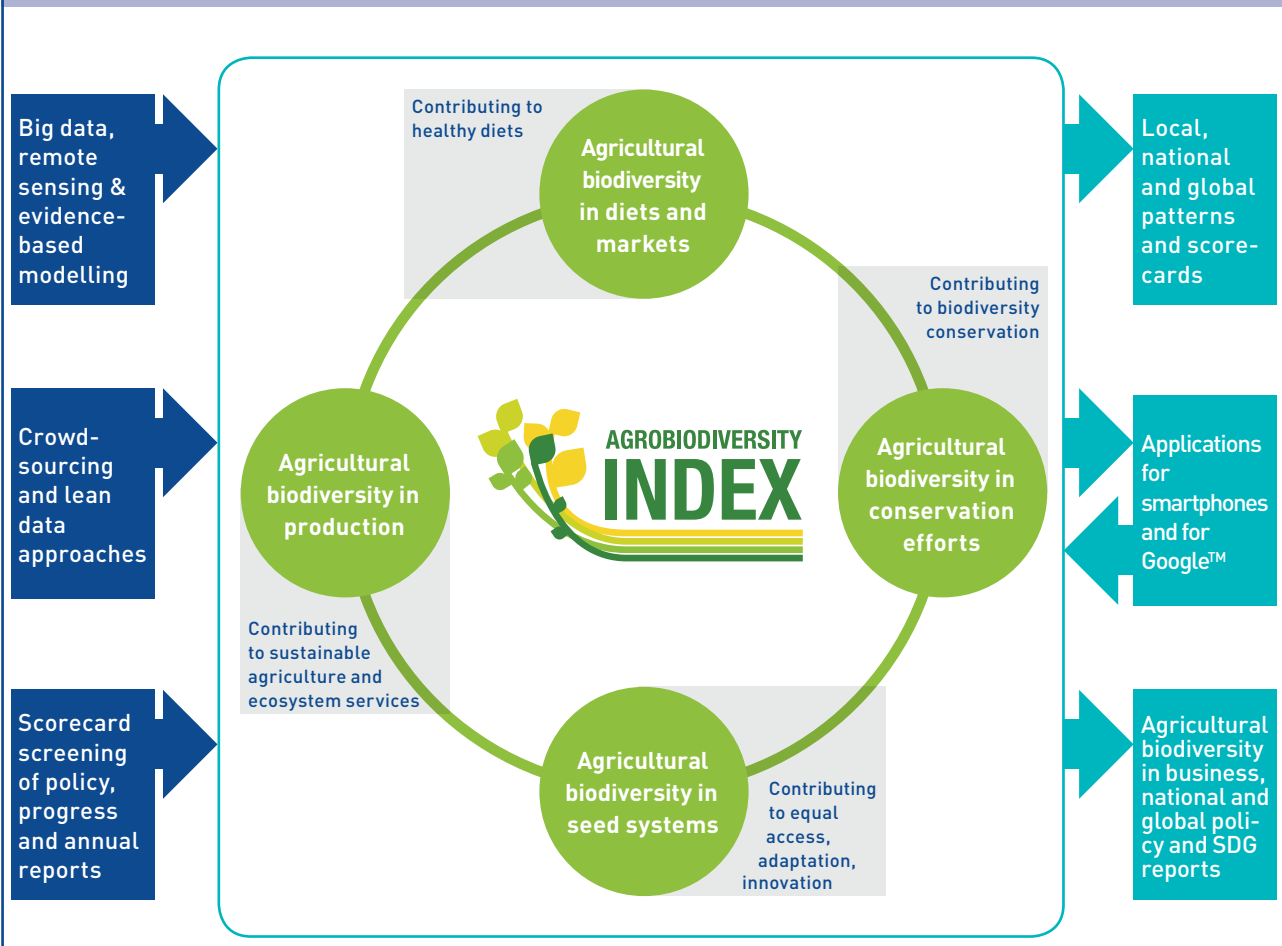 Big data,
remote
sensing &
evidence-
based
modelling
Crowd-
sourcing
and lean
data
approaches
Scorecard
screening
of policy,
progress
and annual
reports
Contributing to
healthy diets
Agricultural
biodiversity
in diets and
markets
Contributing
to biodiversity
conservation
Agricultural
biodiversity in
production
AGROBIODIVERSITY
INDEX
Agricultural
biodiversity in
conservation
efforts
Contributing
to sustainable
agriculture and
ecosystem services
Agricultural
biodiversity in
seed systems
Contributing
to equal
access,
adaptation,
innovation
Local,
national
and global
patterns
and score-
cards
Applications
for
smartphones
and for
Google™
Agricultural
biodiversity
in business,
national and
global poli-
cy and SDG
reports